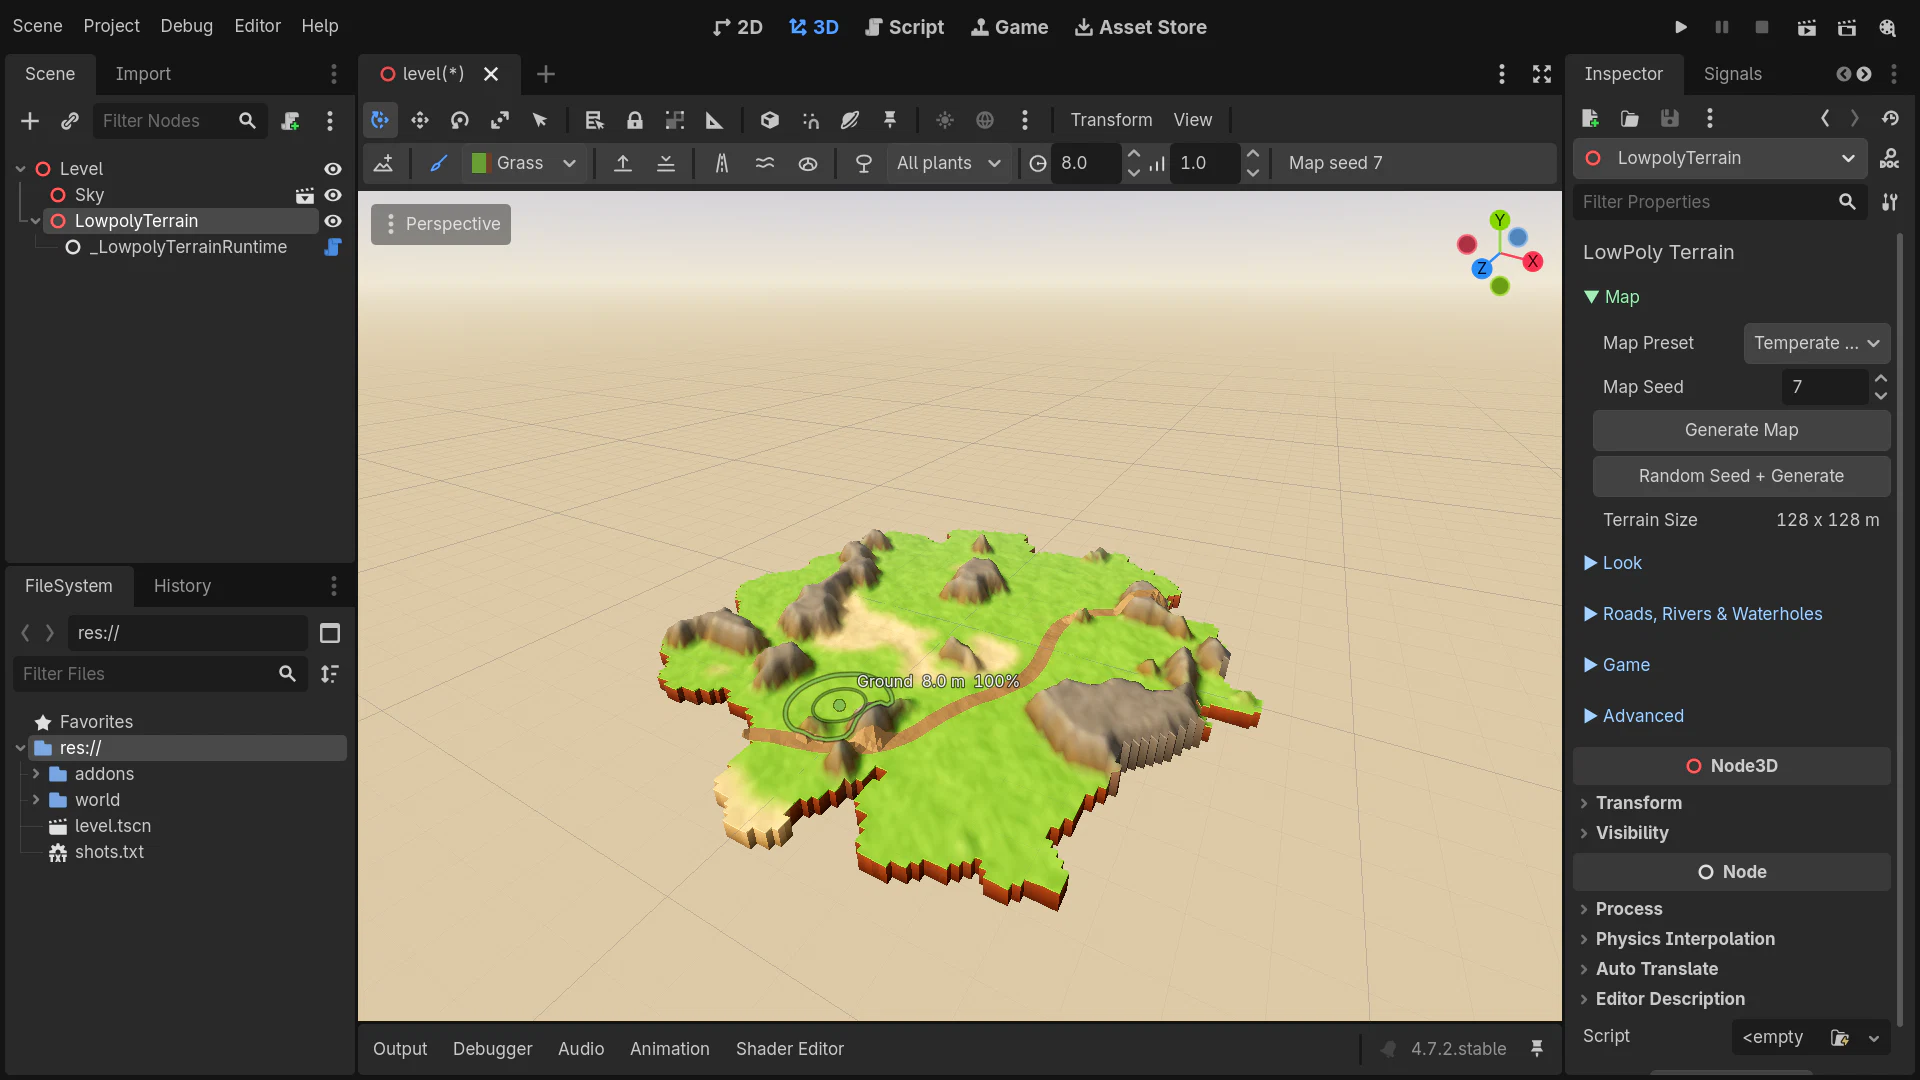 Scene Project Debug Editor Help
2D 3D Script Game Asset Store
Scene Import
Filter Nodes
Level
Sky
LowpolyTerrain
_LowpolyTerrainRuntime
FileSystem History
res://
Filter Files
Favorites
res://
addons
world
level.tscn
shots.txt
level(*)
Transform View
Grass All plants 8.0 1.0 Map seed 7
Perspective
Y
X
Z
Ground 8.0 m 100%
Output Debugger Audio Animation Shader Editor 4.7.2.stable
Inspector Signals
LowpolyTerrain
DOC
Filter Properties
LowPoly Terrain
Map
Map Preset Temperate ...
Map Seed 7
Generate Map
Random Seed + Generate
Terrain Size 128 x 128 m
Look
Roads, Rivers & Waterholes
Game
Advanced
Node3D
Transform
Visibility
Node
Process
Physics Interpolation
Auto Translate
Editor Description
Script <empty